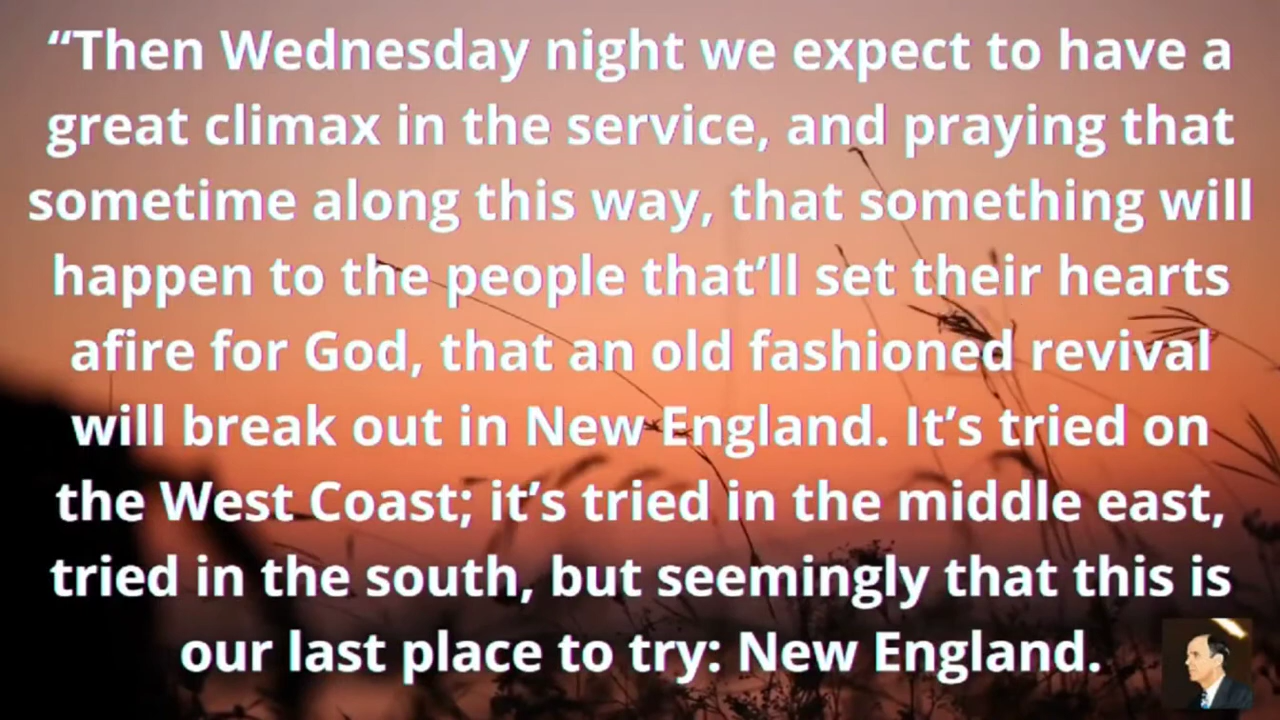 “Then Wednesday night we expect to have a
great climax in the service, and praying that
sometime along this way, that something will
happen to the people that’ll set their hearts
afire for God, that an old fashioned revival
will break out in New England. It’s tried on
the West Coast; it’s tried in the middle east,
tried in the south, but seemingly that this is
our last place to try: New England.